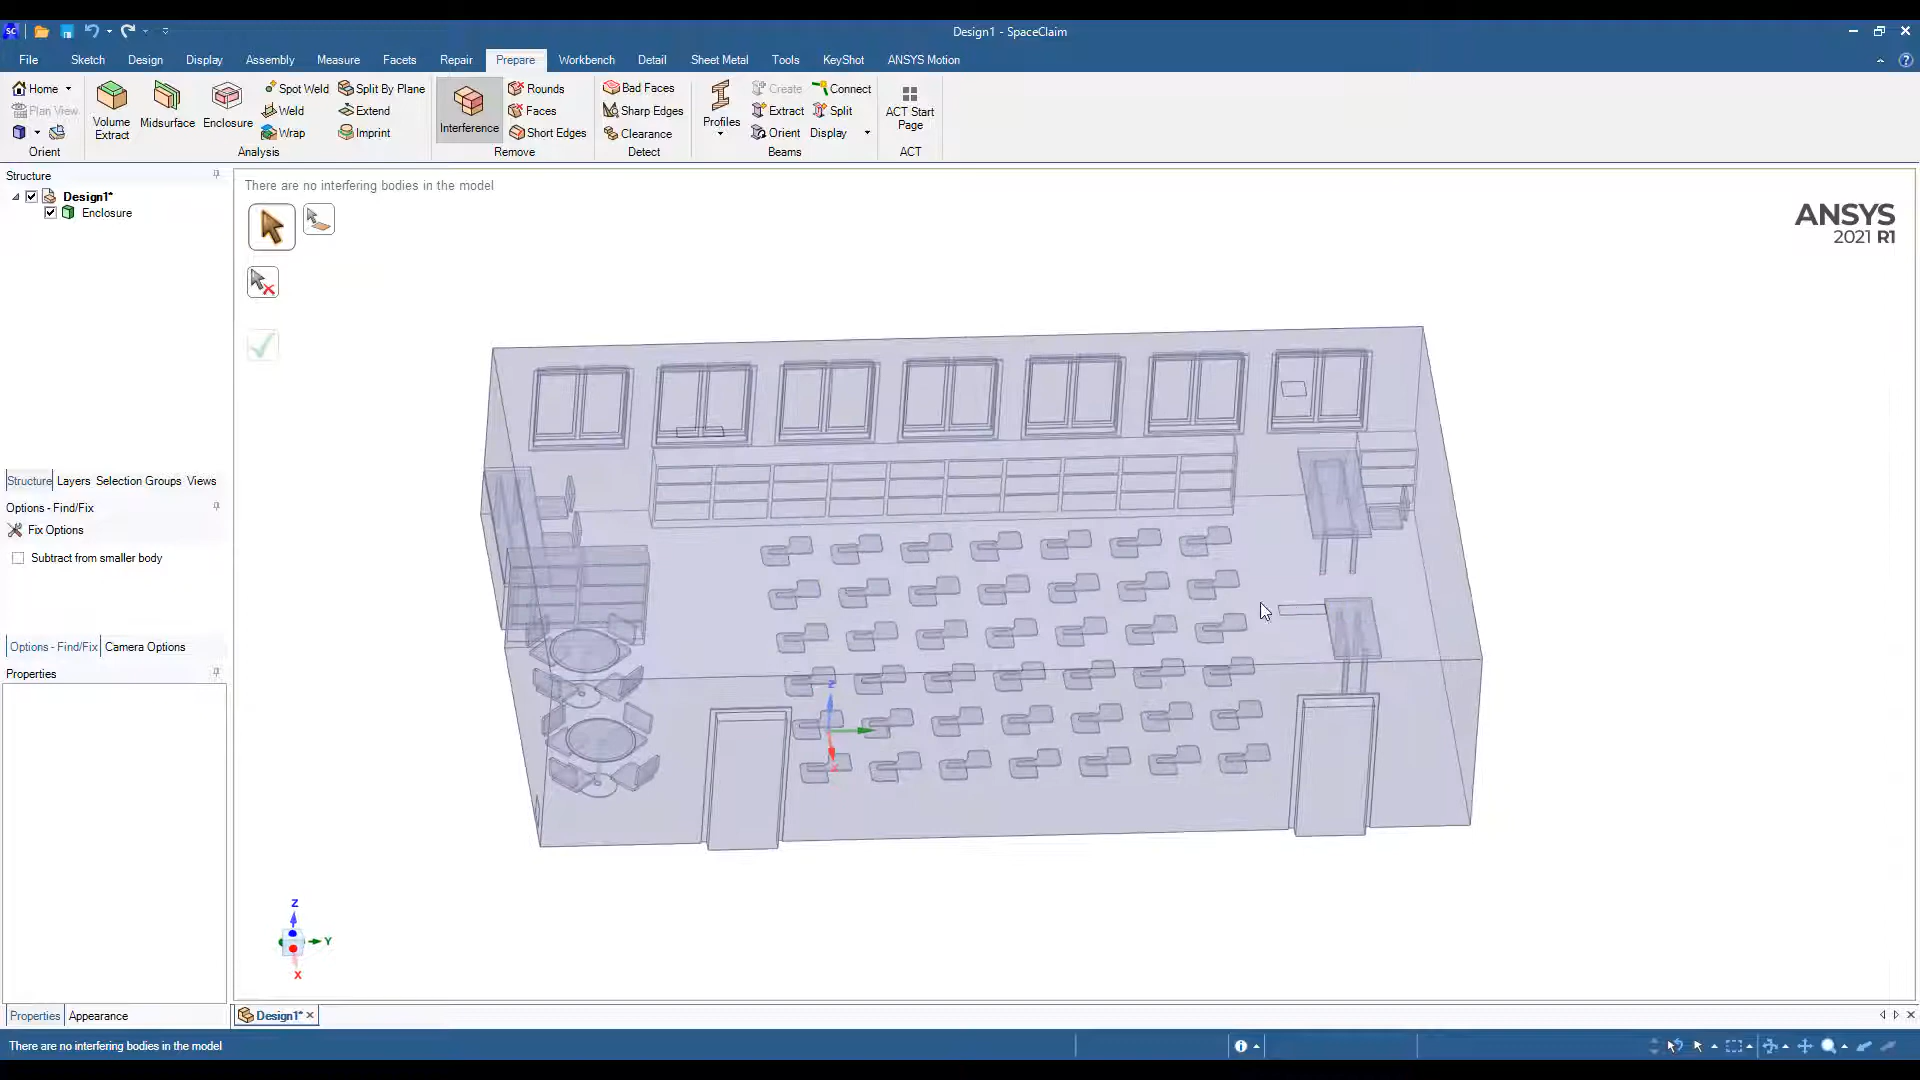 Design1 - SpaceClaim
File Sketch Design Display Assembly Measure Facets Repair Prepare Workbench Detail Sheet Metal Tools KeyShot ANSYS Motion
Home
Plan View
Orient
Volume Extract
Midsurface
Enclosure
Spot Weld
Weld
Wrap
Split By Plane
Extend
Imprint
Analysis
Interference
Rounds
Faces
Short Edges
Remove
Bad Faces
Sharp Edges
Clearance
Detect
Profiles
Create
Extract
Orient
Connect
Split
Display
Beams
ACT Start Page
ACT
Structure
Design1*
Enclosure
Structure Layers Selection Groups Views
Options - Find/Fix
Fix Options
Subtract from smaller body
Options - Find/Fix Camera Options
Properties
Properties Appearance
There are no interfering bodies in the model
ANSYS
2021 R1
Z
X
Z
Y
X
Design1*
There are no interfering bodies in the model